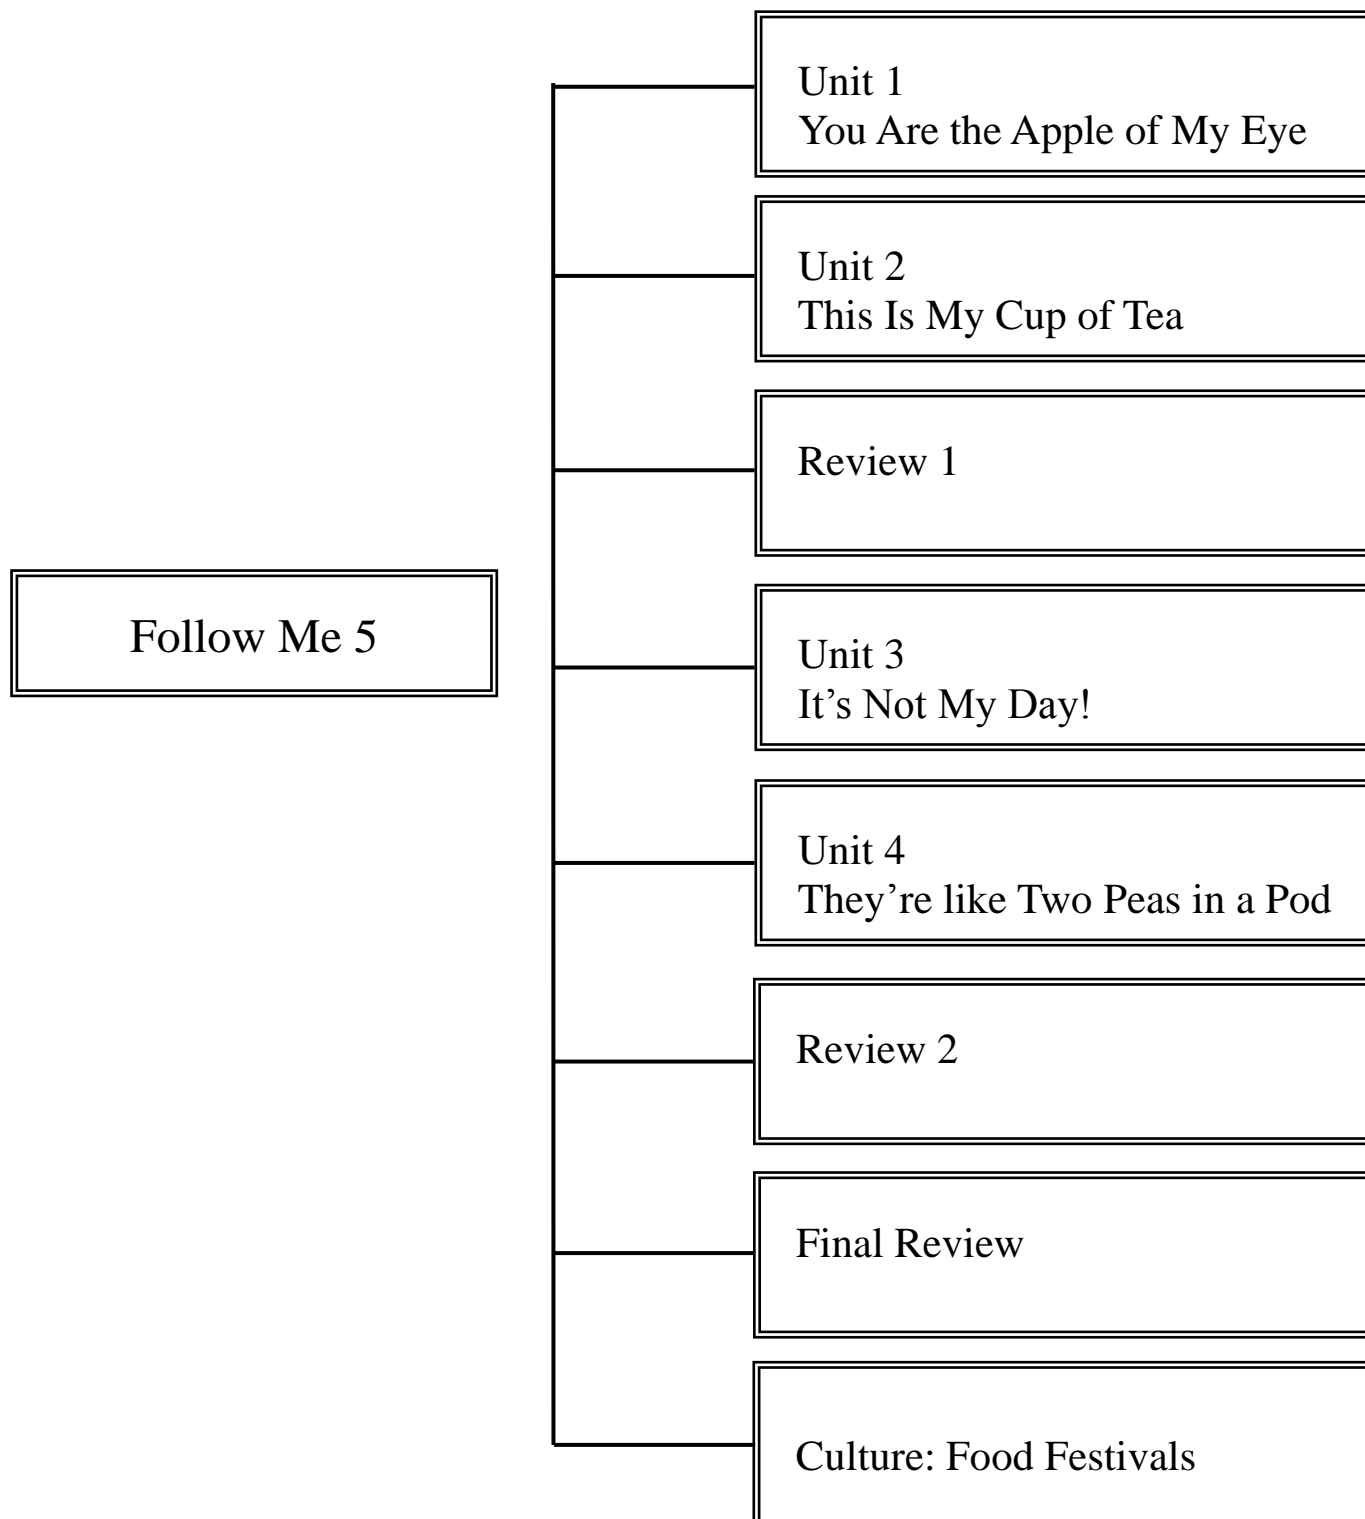 Follow Me 5
Unit 1
You Are the Apple of My Eye
Unit 2
This Is My Cup of Tea
Review 1
Unit 3
It’s Not My Day!
Unit 4
They’re like Two Peas in a Pod
Review 2
Final Review
Culture: Food Festivals